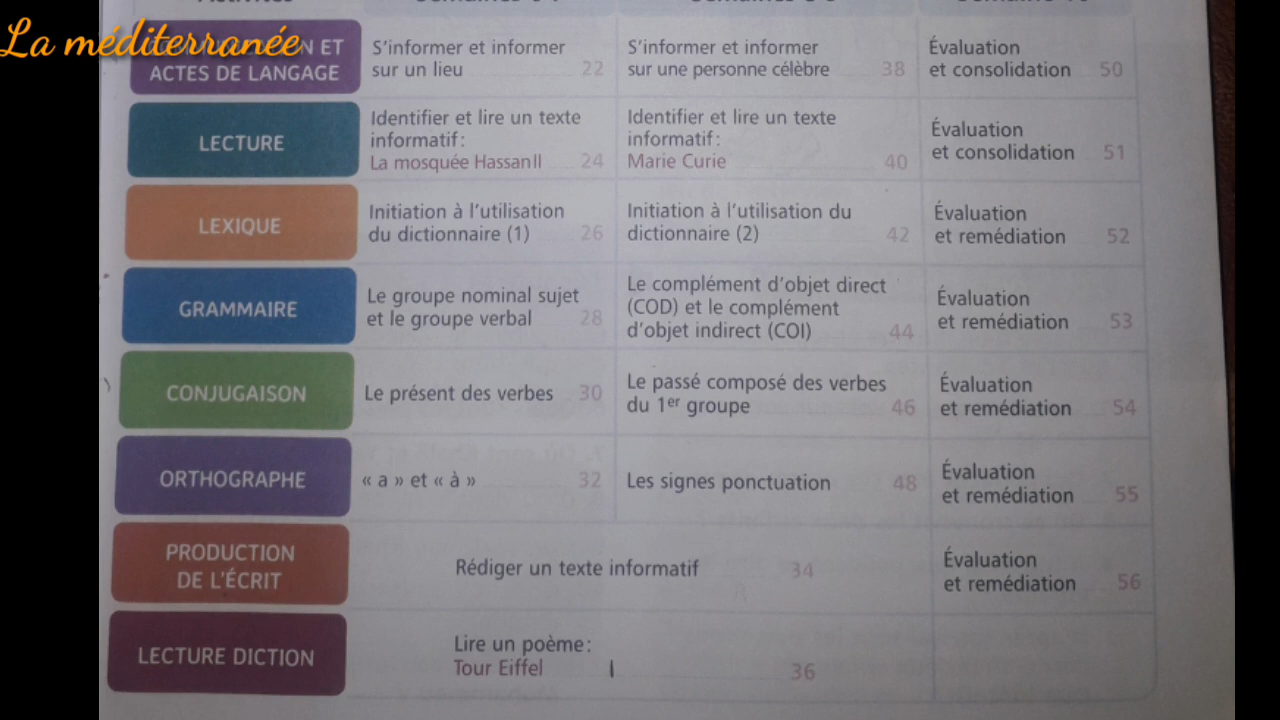 La méditerranée
N ET
ACTES DE LANGAGE
S'informer et informer
sur un lieu 22
S'informer et informer
sur une personne célèbre 38
Évaluation
et consolidation 50
LECTURE
Identifier et lire un texte
informatif :
La mosquée Hassan II 24
Identifier et lire un texte
informatif :
Marie Curie 40
Évaluation
et consolidation 51
LEXIQUE
Initiation à l'utilisation
du dictionnaire (1) 26
Initiation à l'utilisation du
dictionnaire (2) 42
Évaluation
et remédiation 52
GRAMMAIRE
Le groupe nominal sujet
et le groupe verbal 28
Le complément d'objet direct
(COD) et le complément
d'objet indirect (COI) 44
Évaluation
et remédiation 53
CONJUGAISON
Le présent des verbes 30
Le passé composé des verbes
du 1er groupe 46
Évaluation
et remédiation 54
ORTHOGRAPHE
« a » et « à » 32
Les signes ponctuation 48
Évaluation
et remédiation 55
PRODUCTION
DE L'ÉCRIT
Rédiger un texte informatif 34
Évaluation
et remédiation 56
LECTURE DICTION
Lire un poème :
Tour Eiffel 36